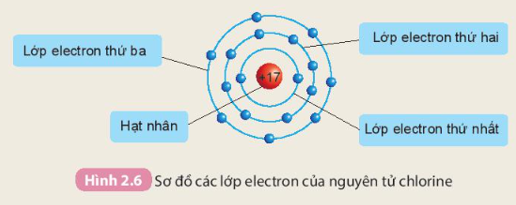 Lớp electron thứ ba
Lớp electron thứ hai
+17
Hạt nhân
Lớp electron thứ nhất
Hình 2.6 Sơ đồ các lớp electron của nguyên tử chlorine